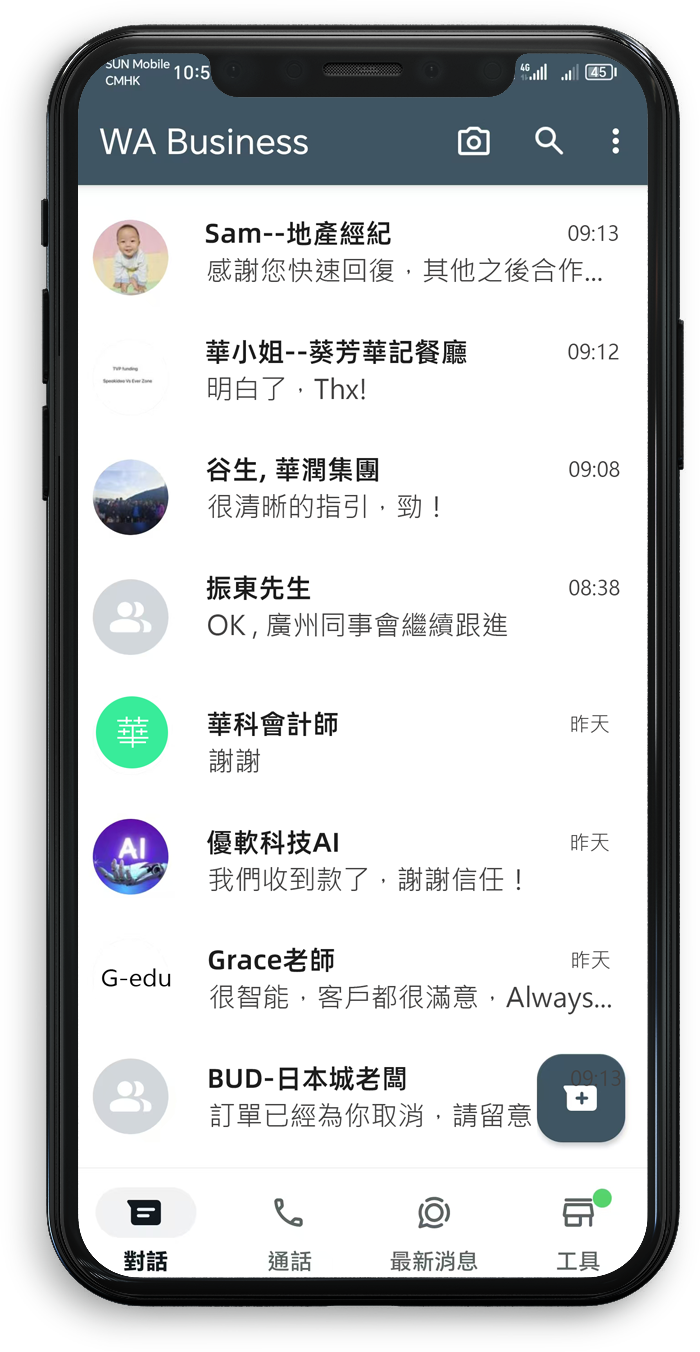 SUN Mobile
CMHK
10:5
4G
45
WA Business
Sam--地產經紀
09:13
感謝您快速回復，其他之後合作...
TVP funding
Speedviiew Vs Ever Zone
華小姐--葵芳華記餐廳
09:12
明白了，Thx!
谷生, 華潤集團
09:08
很清晰的指引，勁！
振東先生
08:38
OK , 廣州同事會繼續跟進
華
華科會計師
昨天
謝謝
AI
優軟科技AI
昨天
我們收到款了，謝謝信任！
G-edu
Grace老師
昨天
很智能，客戶都很滿意，Always...
BUD-日本城老闆
09:13
訂單已經為你取消，請留意
對話
通話
最新消息
工具